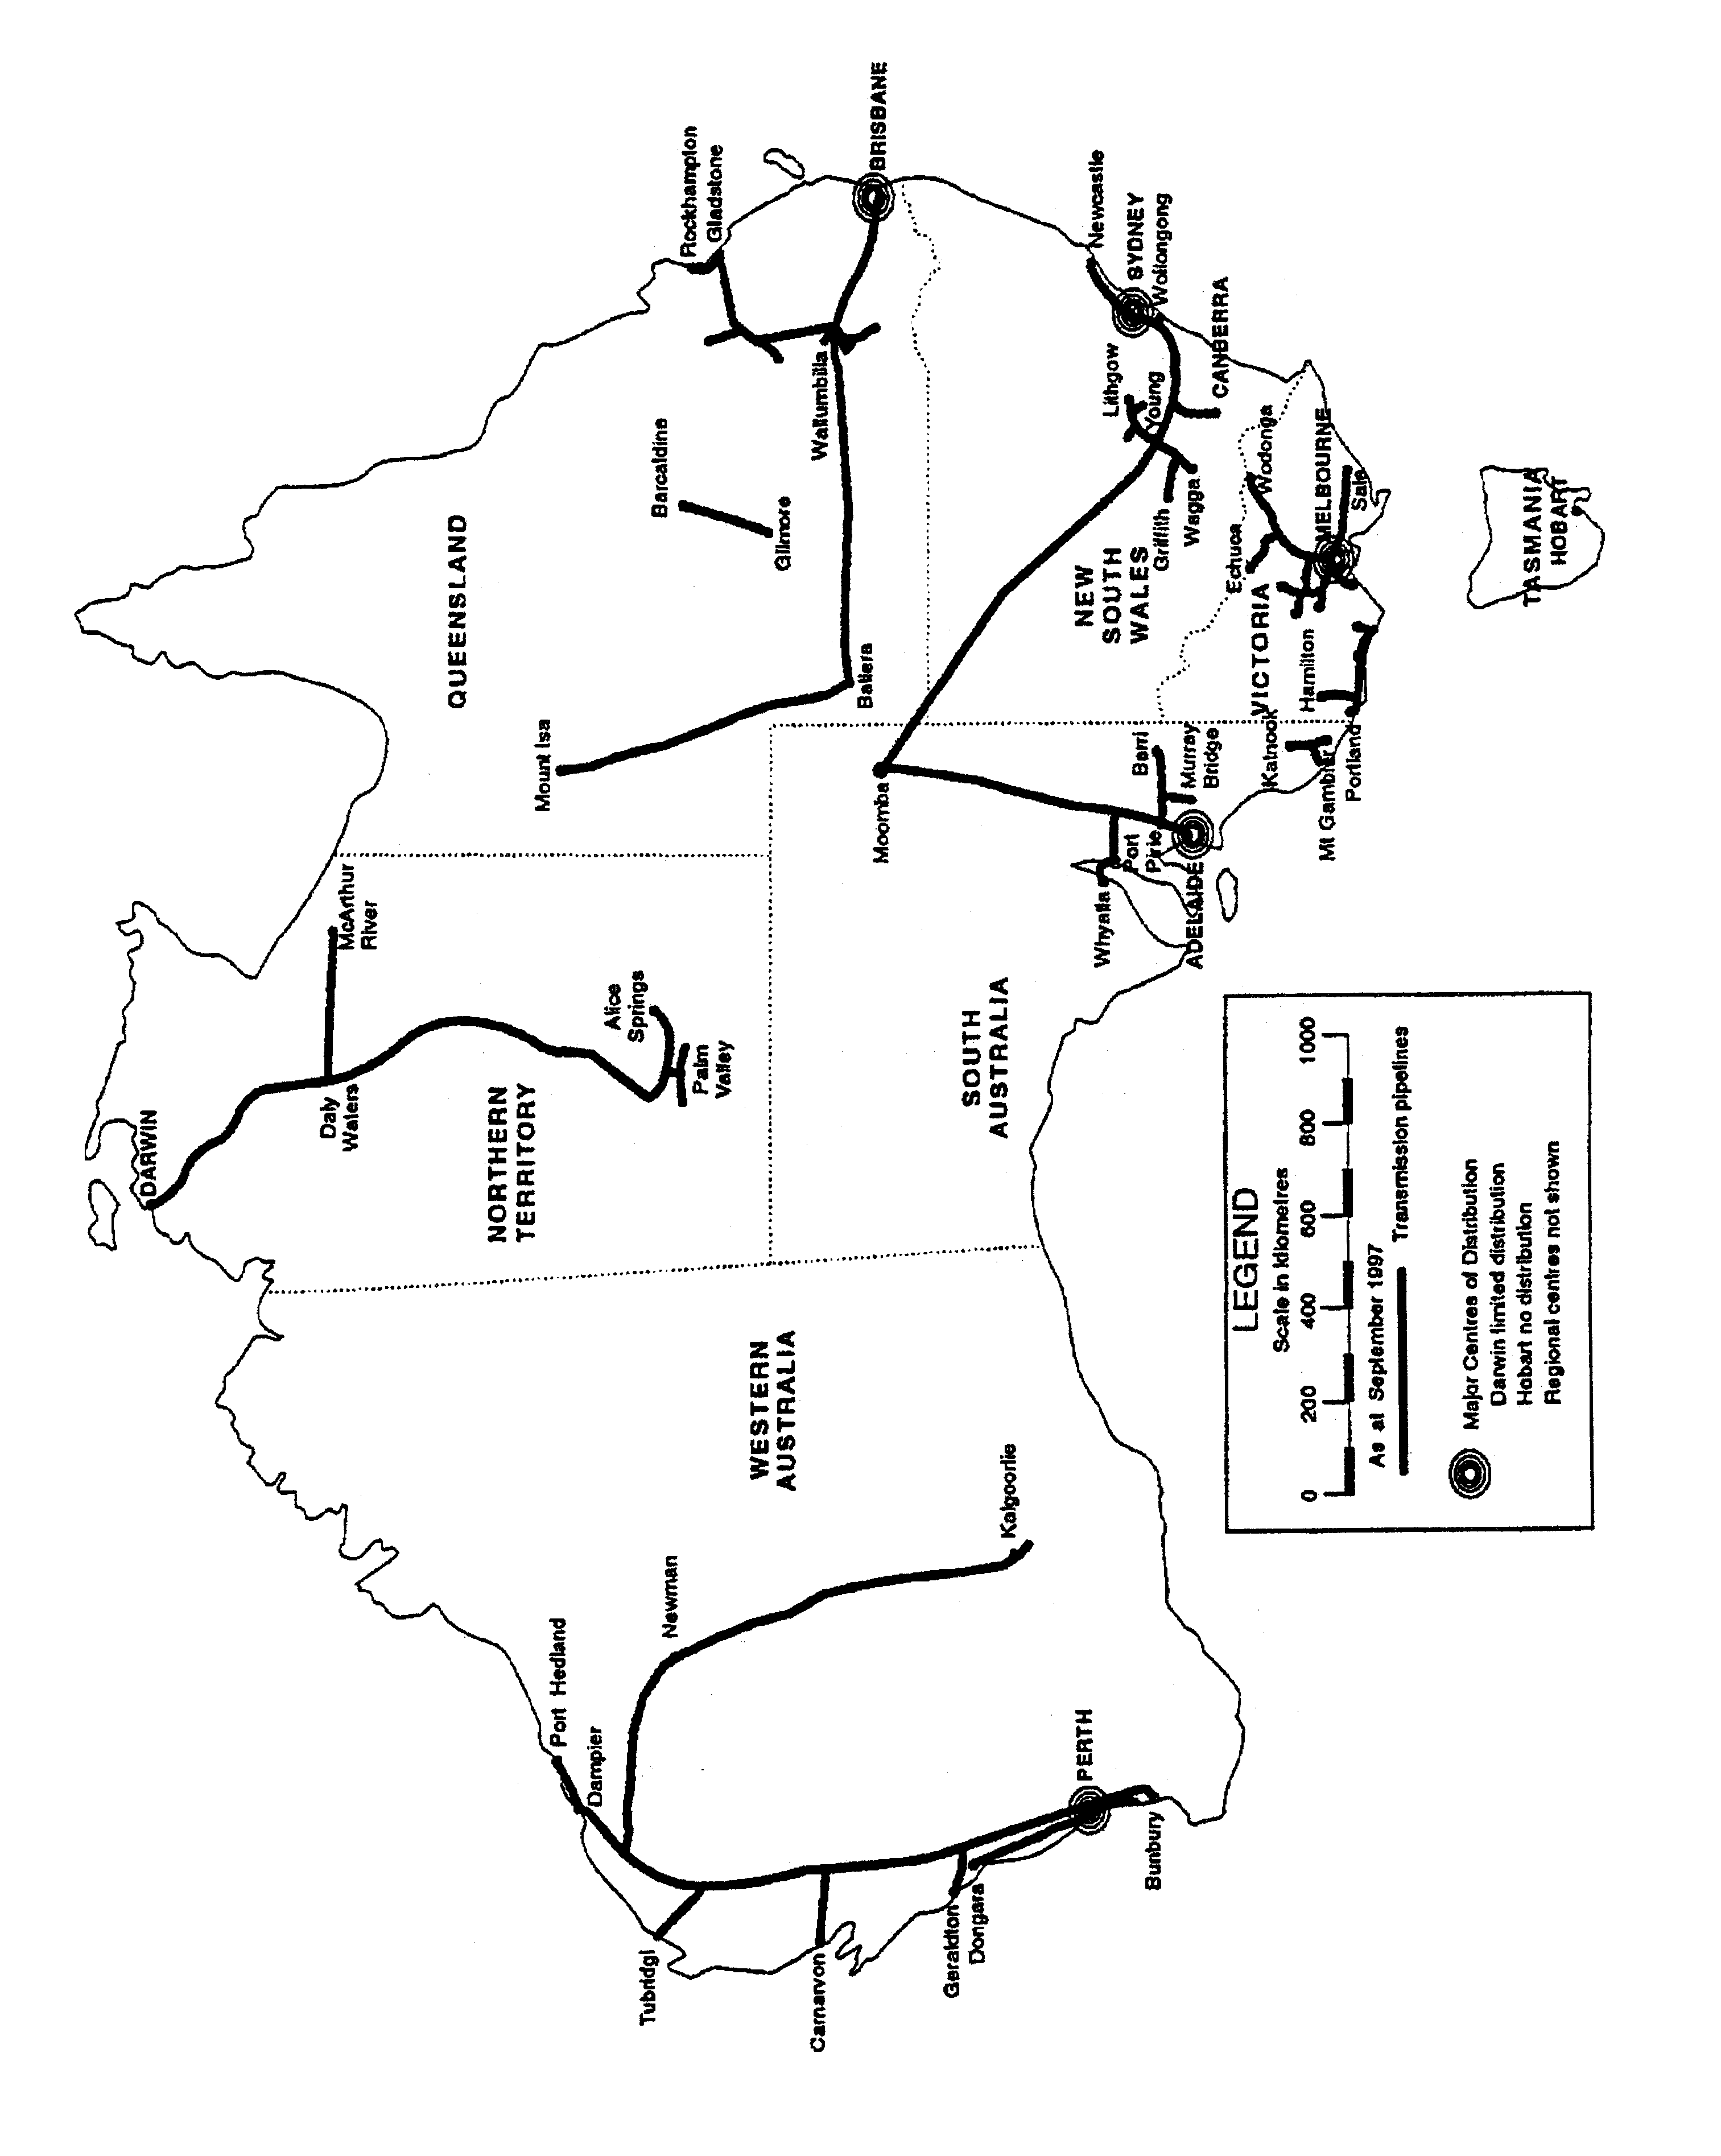 DARWIN
Daly
Waters
McArthur
River
NORTHERN
TERRITORY
Alice
Springs
Palm
Valley
QUEENSLAND
Mount Isa
Barcaldine
Gilmore
Rockhampton
Gladstone
Wallumbilla
BRISBANE
Ballera
Port Hedland
Dampier
Newman
Tubridgi
Carnarvon
WESTERN
AUSTRALIA
Kalgoorlie
Geraldton
Dongara
PERTH
Bunbury
SOUTH
AUSTRALIA
Moomba
Whyalla
Port
Pirie
ADELAIDE
Berri
Murray
Bridge
NEW
SOUTH
WALES
Newcastle
SYDNEY
Wollongong
Lithgow
Young
CANBERRA
Griffith
Wagga
Echuca
Wodonga
VICTORIA
MELBOURNE
Sale
Hamilton
Katnook
Mt Gambier
Portland
TASMANIA
HOBART
LEGEND
Scale in kilometres
0 200 400 600 800 1000
As at September 1997
Transmission pipelines
Major Centres of Distribution
Darwin limited distribution
Hobart no distribution
Regional centres not shown